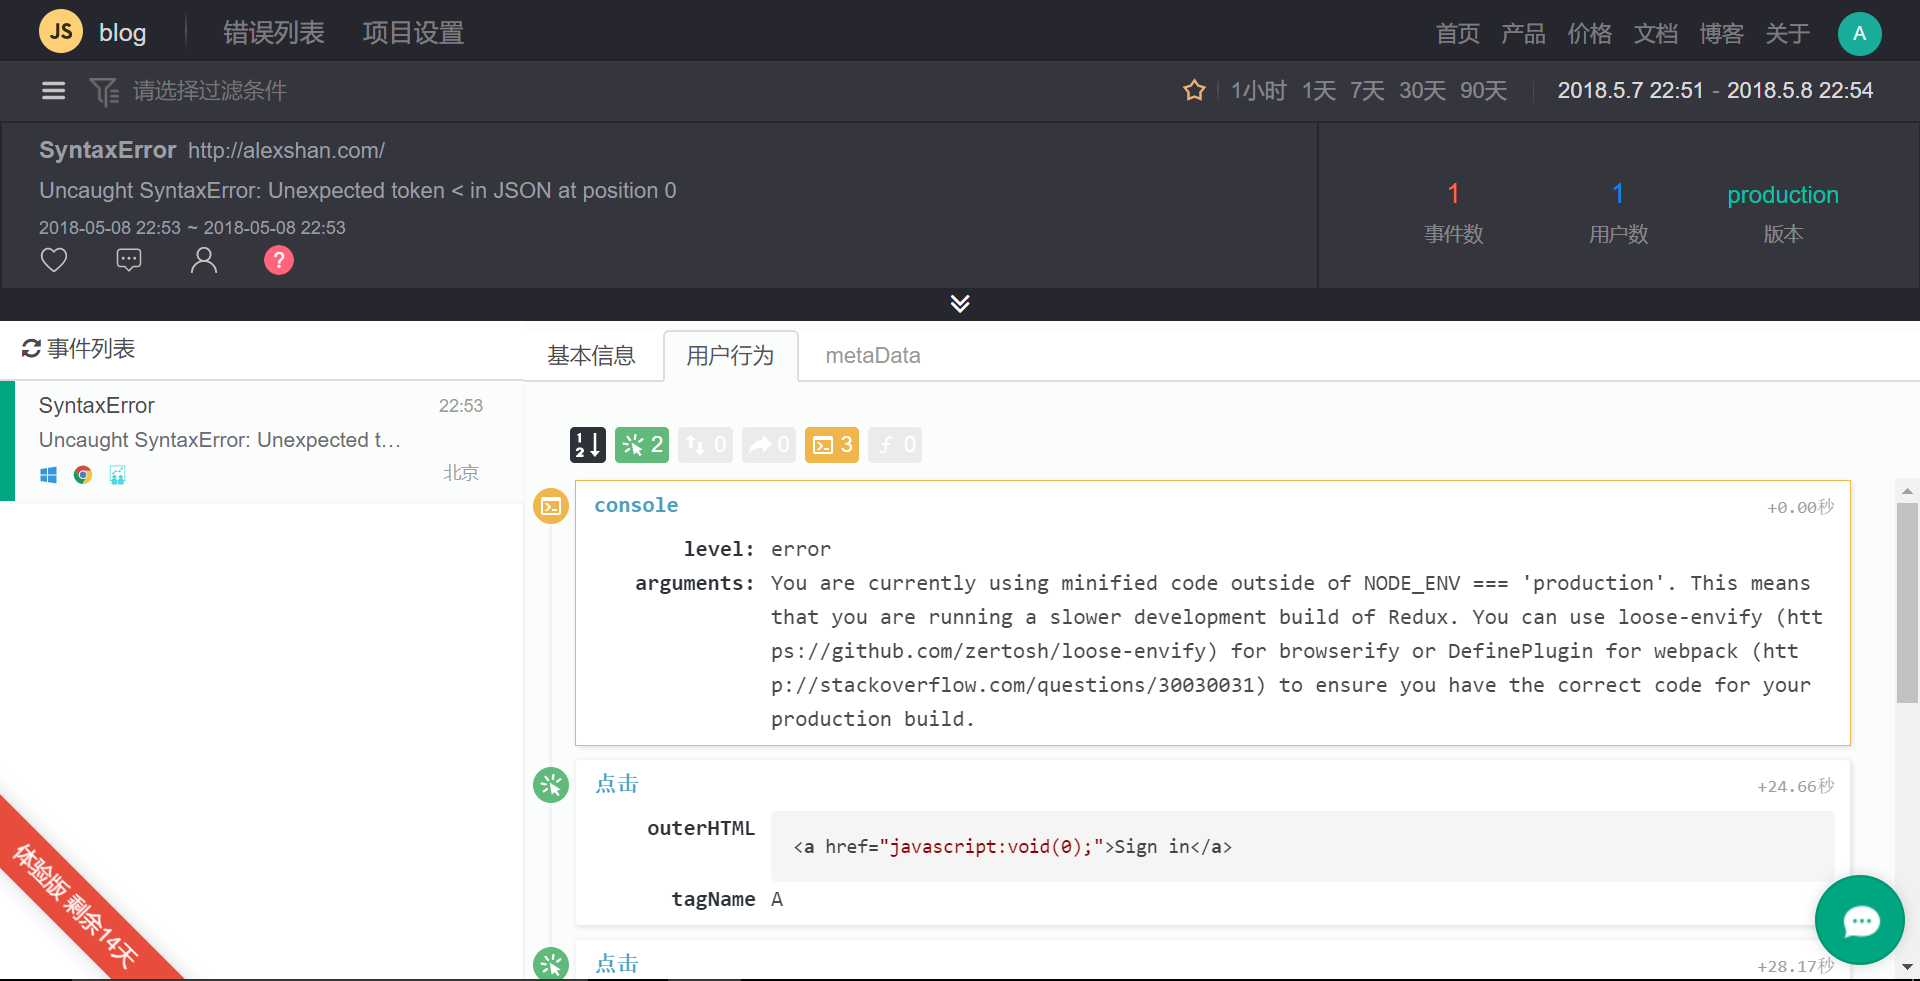 JS blog 错误列表 项目设置 首页 产品 价格 文档 博客 关于 A
请选择过滤条件 1小时 1天 7天 30天 90天 2018.5.7 22:51 - 2018.5.8 22:54
SyntaxError http://alexshan.com/
Uncaught SyntaxError: Unexpected token < in JSON at position 0
2018-05-08 22:53 ~ 2018-05-08 22:53
?
1 1 production
事件数 用户数 版本
事件列表
SyntaxError 22:53
Uncaught SyntaxError: Unexpected t...
北京
基本信息 用户行为 metaData
1 2 2 0 0 3 f 0
console +0.00秒
level: error
arguments: You are currently using minified code outside of NODE_ENV === 'production'. This means
that you are running a slower development build of Redux. You can use loose-envify (htt
ps://github.com/zertosh/loose-envify) for browserify or DefinePlugin for webpack (htt
p://stackoverflow.com/questions/30030031) to ensure you have the correct code for your
production build.
点击 +24.66秒
outerHTML <a href="javascript:void(0);">Sign in</a>
tagName A
点击 +28.17秒
体验版 剩余14天